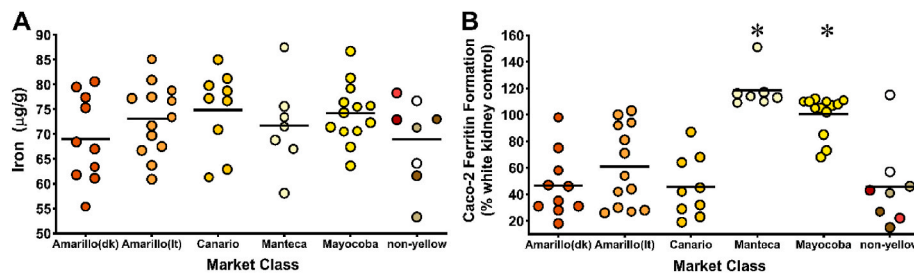 A
Iron (µg/g)
90
85
80
75
70
65
60
55
50
Amarillo(dk) Amarillo(lt) Canario Manteca Mayocoba non-yellow
Market Class
B
Caco-2 Ferritin Formation
(% white kidney control)
160
140
120
100
80
60
40
20
* *
Amarillo(dk) Amarillo(lt) Canario Manteca Mayocoba non-yellow
Market Class